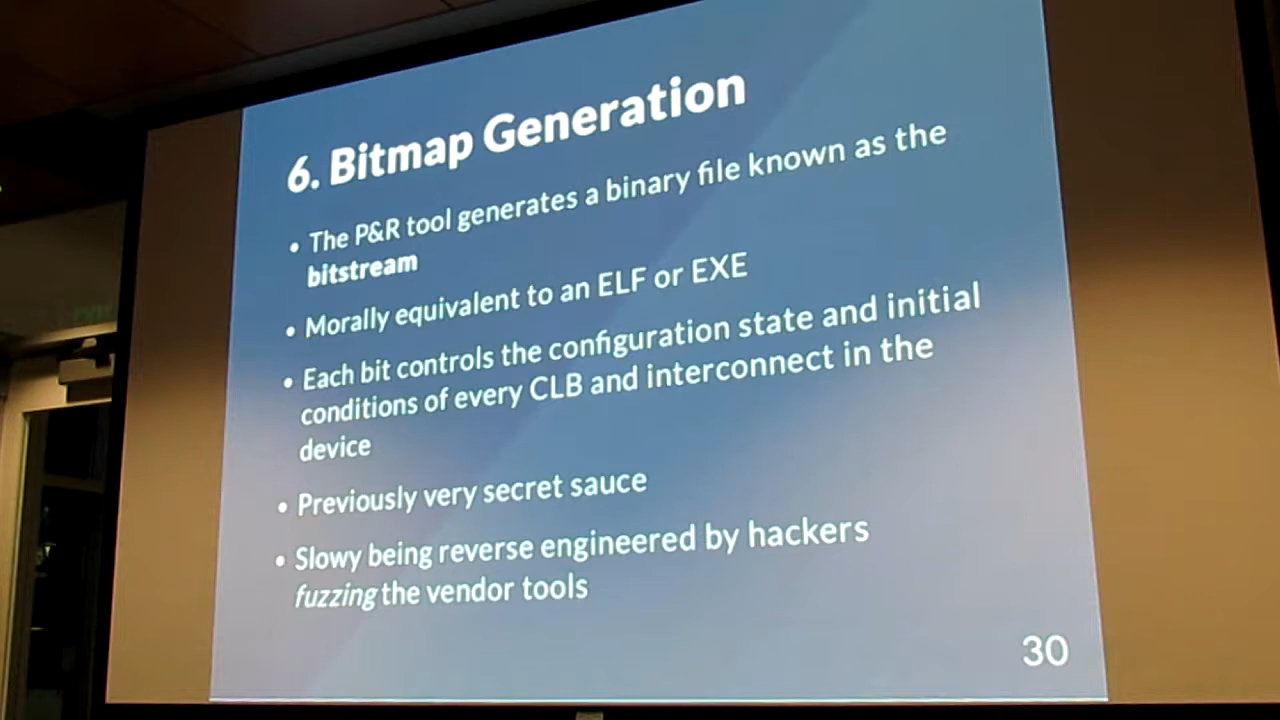 6. Bitmap Generation
• The P&R tool generates a binary file known as the
bitstream
• Morally equivalent to an ELF or EXE
• Each bit controls the configuration state and initial
conditions of every CLB and interconnect in the
device
• Previously very secret sauce
• Slowy being reverse engineered by hackers
fuzzing the vendor tools
30